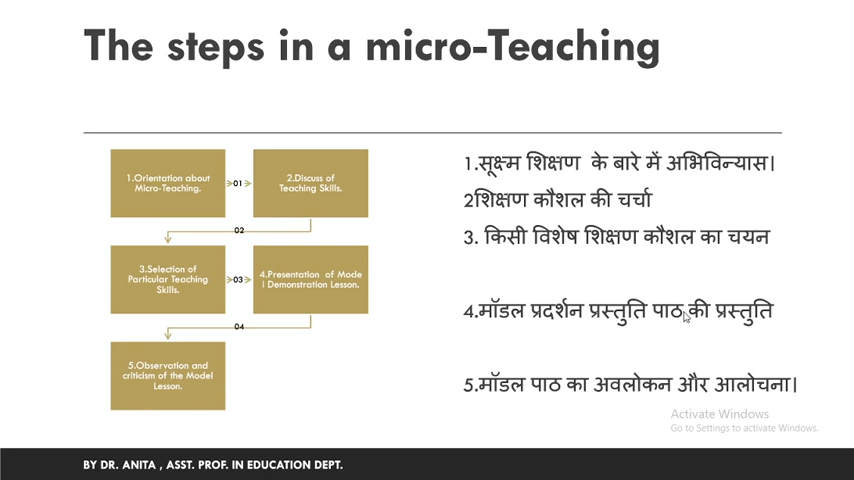 The steps in a micro-Teaching
1.Orientation about
Micro-Teaching.
01
2.Discuss of
Teaching Skills.
02
3.Selection of
Particular Teaching
Skills.
03
4.Presentation of Mode
l Demonstration Lesson.
04
5.Observation and
criticism of the Model
Lesson.
1.सूक्ष्म शिक्षण के बारे में अभिविन्यास।
2शिक्षण कौशल की चर्चा
3. किसी विशेष शिक्षण कौशल का चयन
4.मॉडल प्रदर्शन प्रस्तुति पाठ की प्रस्तुति
5.मॉडल पाठ का अवलोकन और आलोचना।
Activate Windows
Go to Settings to activate Windows.
BY DR. ANITA , ASST. PROF. IN EDUCATION DEPT.